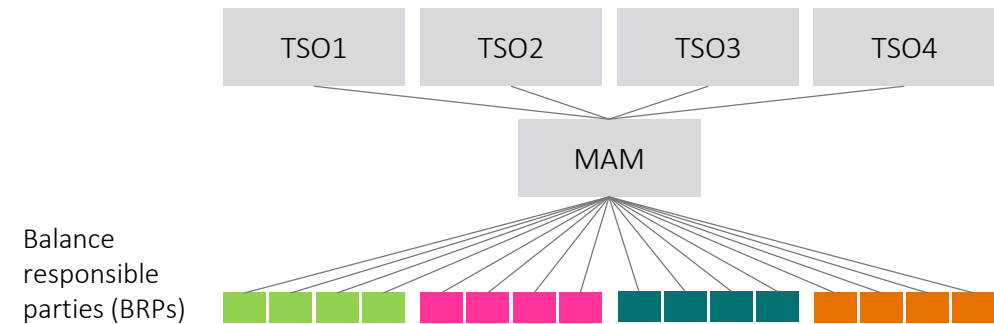 TSO1
TSO2
TSO3
TSO4
MAM
Balance
responsible
parties (BRPs)